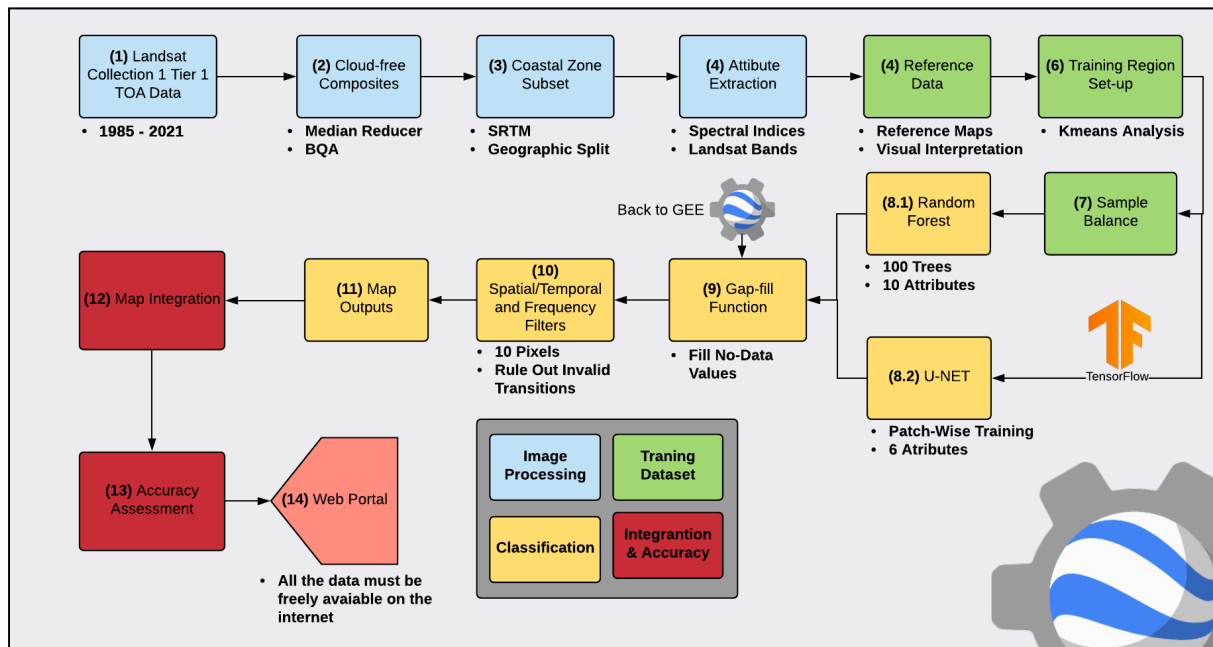 (1) Landsat
Collection 1 Tier 1
TOA Data
• 1985 - 2021
(2) Cloud-free
Composites
• Median Reducer
• BQA
(3) Coastal Zone
Subset
• SRTM
• Geographic Split
(4) Attibute
Extraction
• Spectral Indices
• Landsat Bands
(4) Reference
Data
• Reference Maps
• Visual Interpretation
(6) Training Region
Set-up
• Kmeans Analysis
(7) Sample
Balance
(8.1) Random
Forest
• 100 Trees
• 10 Attributes
TensorFlow
(8.2) U-NET
• Patch-Wise Training
• 6 Atributes
Back to GEE
(9) Gap-fill
Function
• Fill No-Data
Values
(10)
Spatial/Temporal
and Frequency
Filters
• 10 Pixels
• Rule Out Invalid
Transitions
(11) Map
Outputs
(12) Map Integration
(13) Accuracy
Assessment
(14) Web Portal
• All the data must be
freely avaiable on the
internet
Image
Processing
Traning
Dataset
Classification
Integrantion
& Accuracy